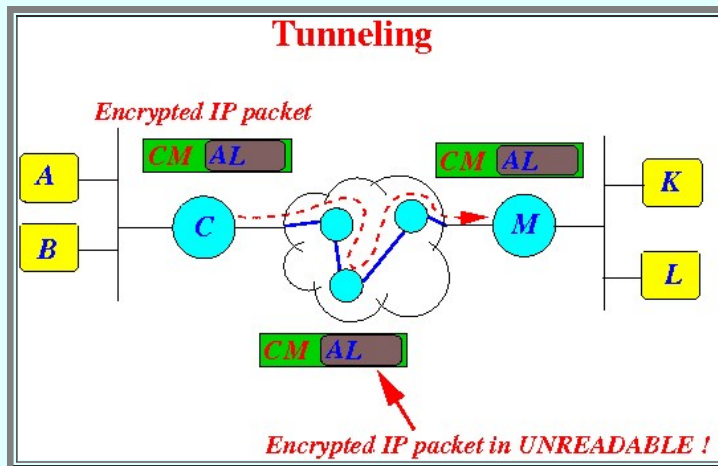 Tunneling
Encrypted IP packet
CM AL
CM AL
A
K
C
M
B
L
CM AL
Encrypted IP packet in UNREADABLE !